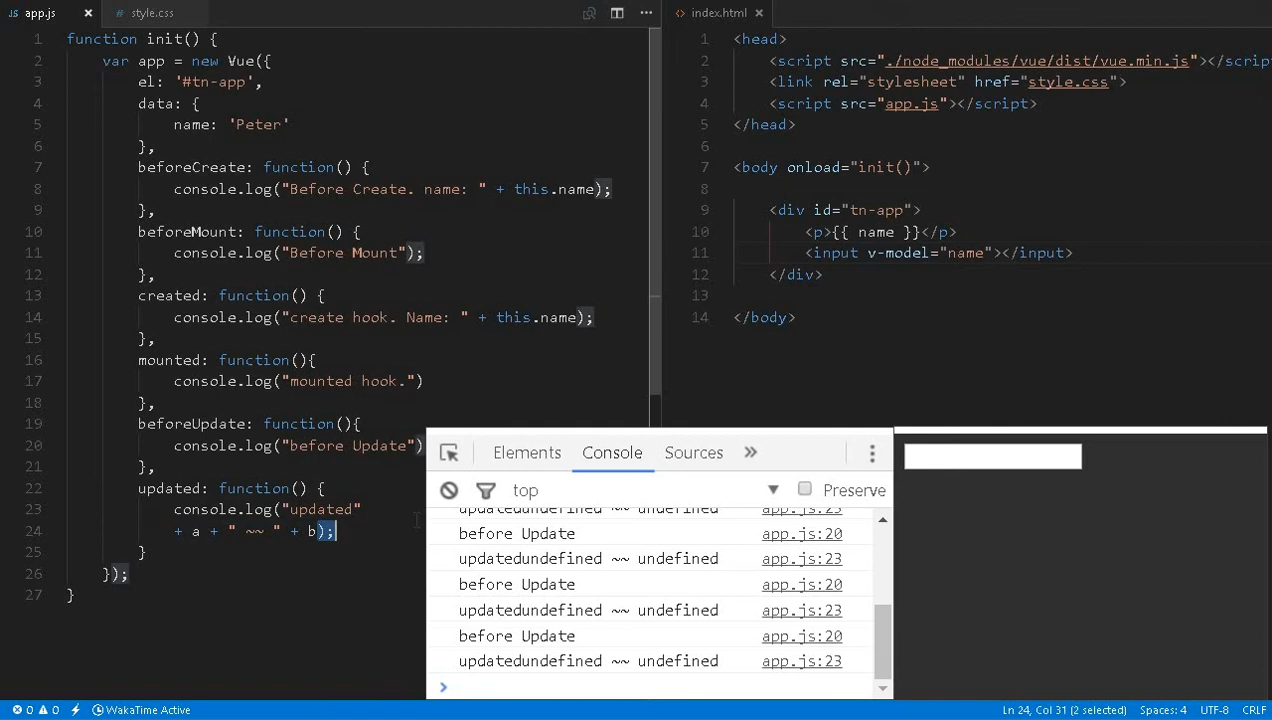 JS app.js × # style.css
1 function init() {
2 var app = new Vue({
3 el: '#tn-app',
4 data: {
5 name: 'Peter'
6 },
7 beforeCreate: function() {
8 console.log("Before Create. name: " + this.name);
9 },
10 beforeMount: function() {
11 console.log("Before Mount");
12 },
13 created: function() {
14 console.log("create hook. Name: " + this.name);
15 },
16 mounted: function(){
17 console.log("mounted hook.")
18 },
19 beforeUpdate: function(){
20 console.log("before Update")
21 },
22 updated: function() {
23 console.log("updated"
24 + a + " ~~ " + b);
25 }
26 });
27 }
<> index.html ×
1 <head>
2 <script src="./node_modules/vue/dist/vue.min.js"></scrip
3 <link rel="stylesheet" href="style.css">
4 <script src="app.js"></script>
5 </head>
6
7 <body onload="init()">
8
9 <div id="tn-app">
10 <p>{{ name }}</p>
11 <input v-model="name"></input>
12 </div>
13
14 </body>
Elements Console Sources »
top Preserve
updatedundefined ~~ undefined app.js:23
before Update app.js:20
updatedundefined ~~ undefined app.js:23
before Update app.js:20
updatedundefined ~~ undefined app.js:23
before Update app.js:20
updatedundefined ~~ undefined app.js:23
0 0 WakaTime Active Ln 24, Col 31 (2 selected) Spaces: 4 UTF-8 CRLF